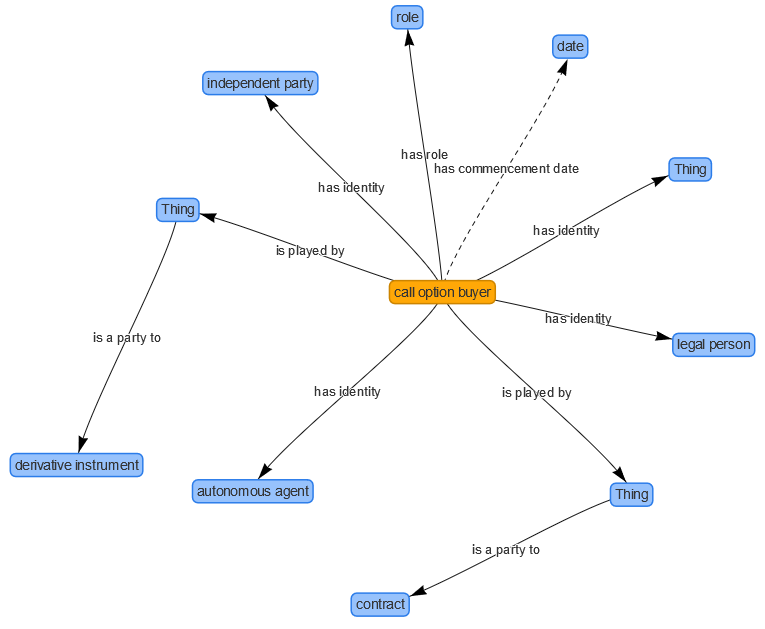 role
date
independent party
has role
has commencement date
Thing
has identity
Thing
has identity
is played by
call option buyer
has identity
is a party to
legal person
has identity
is played by
derivative instrument
autonomous agent
Thing
is a party to
contract